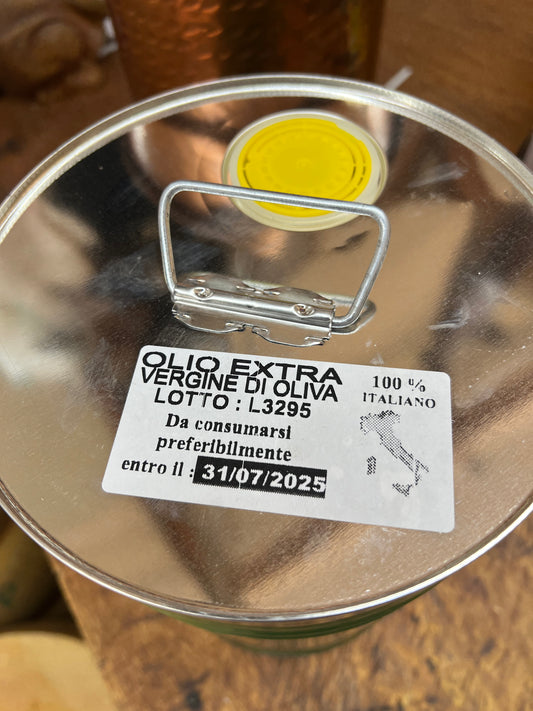 OLIO EXTRA
VERGINE DI OLIVA
LOTTO : L3295
Da consumarsi
preferibilmente
entro il : 31/07/2025
100 %
ITALIANO